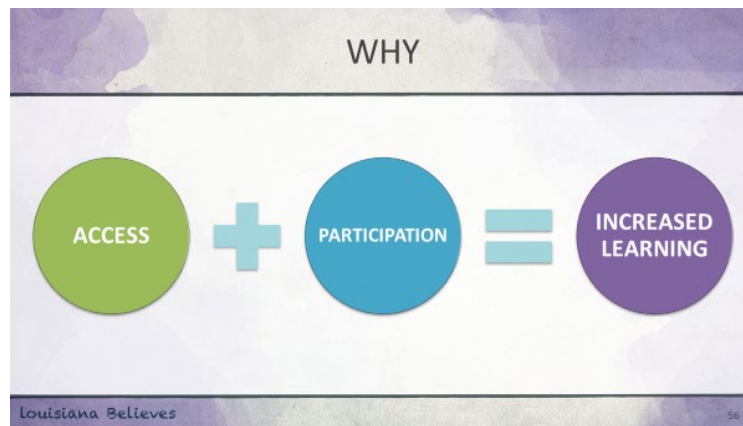 WHY
ACCESS
PARTICIPATION
INCREASED
LEARNING
Louisiana Believes
56